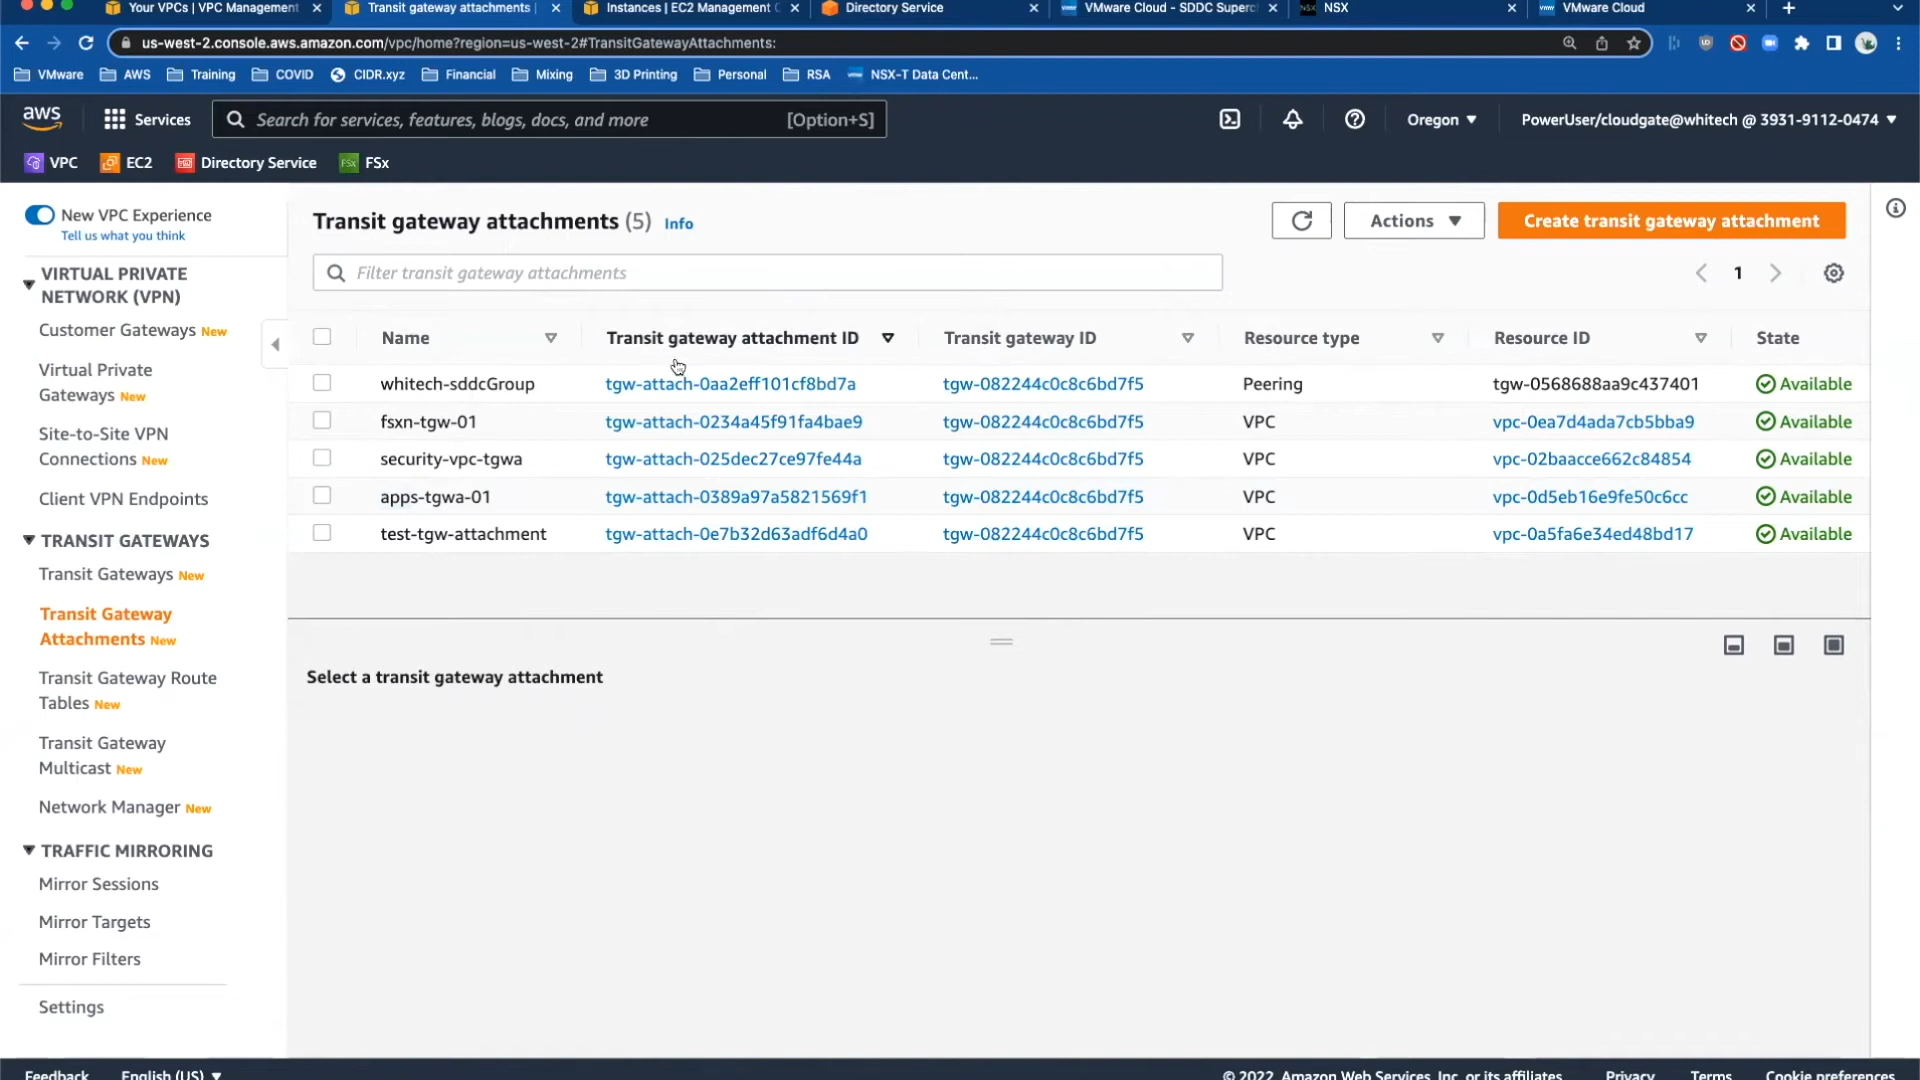 Your VPCs | VPC Management
Transit gateway attachments |
Instances | EC2 Management C
Directory Service
VMware Cloud - SDDC Superc
NSX
VMware Cloud
us-west-2.console.aws.amazon.com/vpc/home?region=us-west-2#TransitGatewayAttachments:
VMware AWS Training COVID CIDR.xyz Financial Mixing 3D Printing Personal RSA NSX-T Data Cent...
aws Services Search for services, features, blogs, docs, and more [Option+S] Oregon PowerUser/cloudgate@whitech @ 3931-9112-0474
VPC EC2 Directory Service FSx FSx
New VPC Experience
Tell us what you think
VIRTUAL PRIVATE
NETWORK (VPN)
Customer Gateways New
Virtual Private
Gateways New
Site-to-Site VPN
Connections New
Client VPN Endpoints
TRANSIT GATEWAYS
Transit Gateways New
Transit Gateway
Attachments New
Transit Gateway Route
Tables New
Transit Gateway
Multicast New
Network Manager New
TRAFFIC MIRRORING
Mirror Sessions
Mirror Targets
Mirror Filters
Settings
Transit gateway attachments (5) Info
Actions
Create transit gateway attachment
Filter transit gateway attachments
1
Name Transit gateway attachment ID Transit gateway ID Resource type Resource ID State
whitech-sddcGroup tgw-attach-0aa2eff101cf8bd7a tgw-082244c0c8c6bd7f5 Peering tgw-0568688aa9c437401 Available
fsxn-tgw-01 tgw-attach-0234a45f91fa4bae9 tgw-082244c0c8c6bd7f5 VPC vpc-0ea7d4ada7cb5bba9 Available
security-vpc-tgwa tgw-attach-025dec27ce97fe44a tgw-082244c0c8c6bd7f5 VPC vpc-02baacce662c84854 Available
apps-tgwa-01 tgw-attach-0389a97a5821569f1 tgw-082244c0c8c6bd7f5 VPC vpc-0d5eb16e9fe50c6cc Available
test-tgw-attachment tgw-attach-0e7b32d63adf6d4a0 tgw-082244c0c8c6bd7f5 VPC vpc-0a5fa6e34ed48bd17 Available
Select a transit gateway attachment
Feedback English (US) © 2022, Amazon Web Services, Inc. or its affiliates. Privacy Terms Cookie preferences